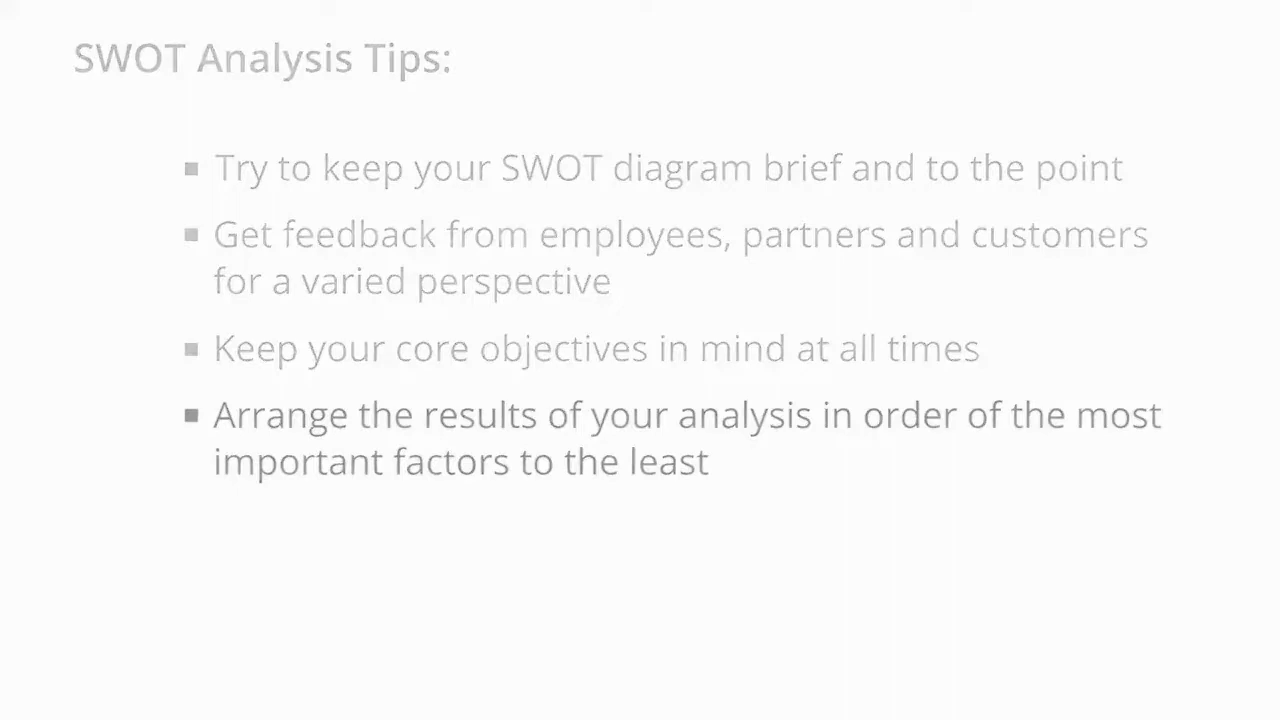 SWOT Analysis Tips:
▪ Try to keep your SWOT diagram brief and to the point
▪ Get feedback from employees, partners and customers
for a varied perspective
▪ Keep your core objectives in mind at all times
▪ Arrange the results of your analysis in order of the most
important factors to the least